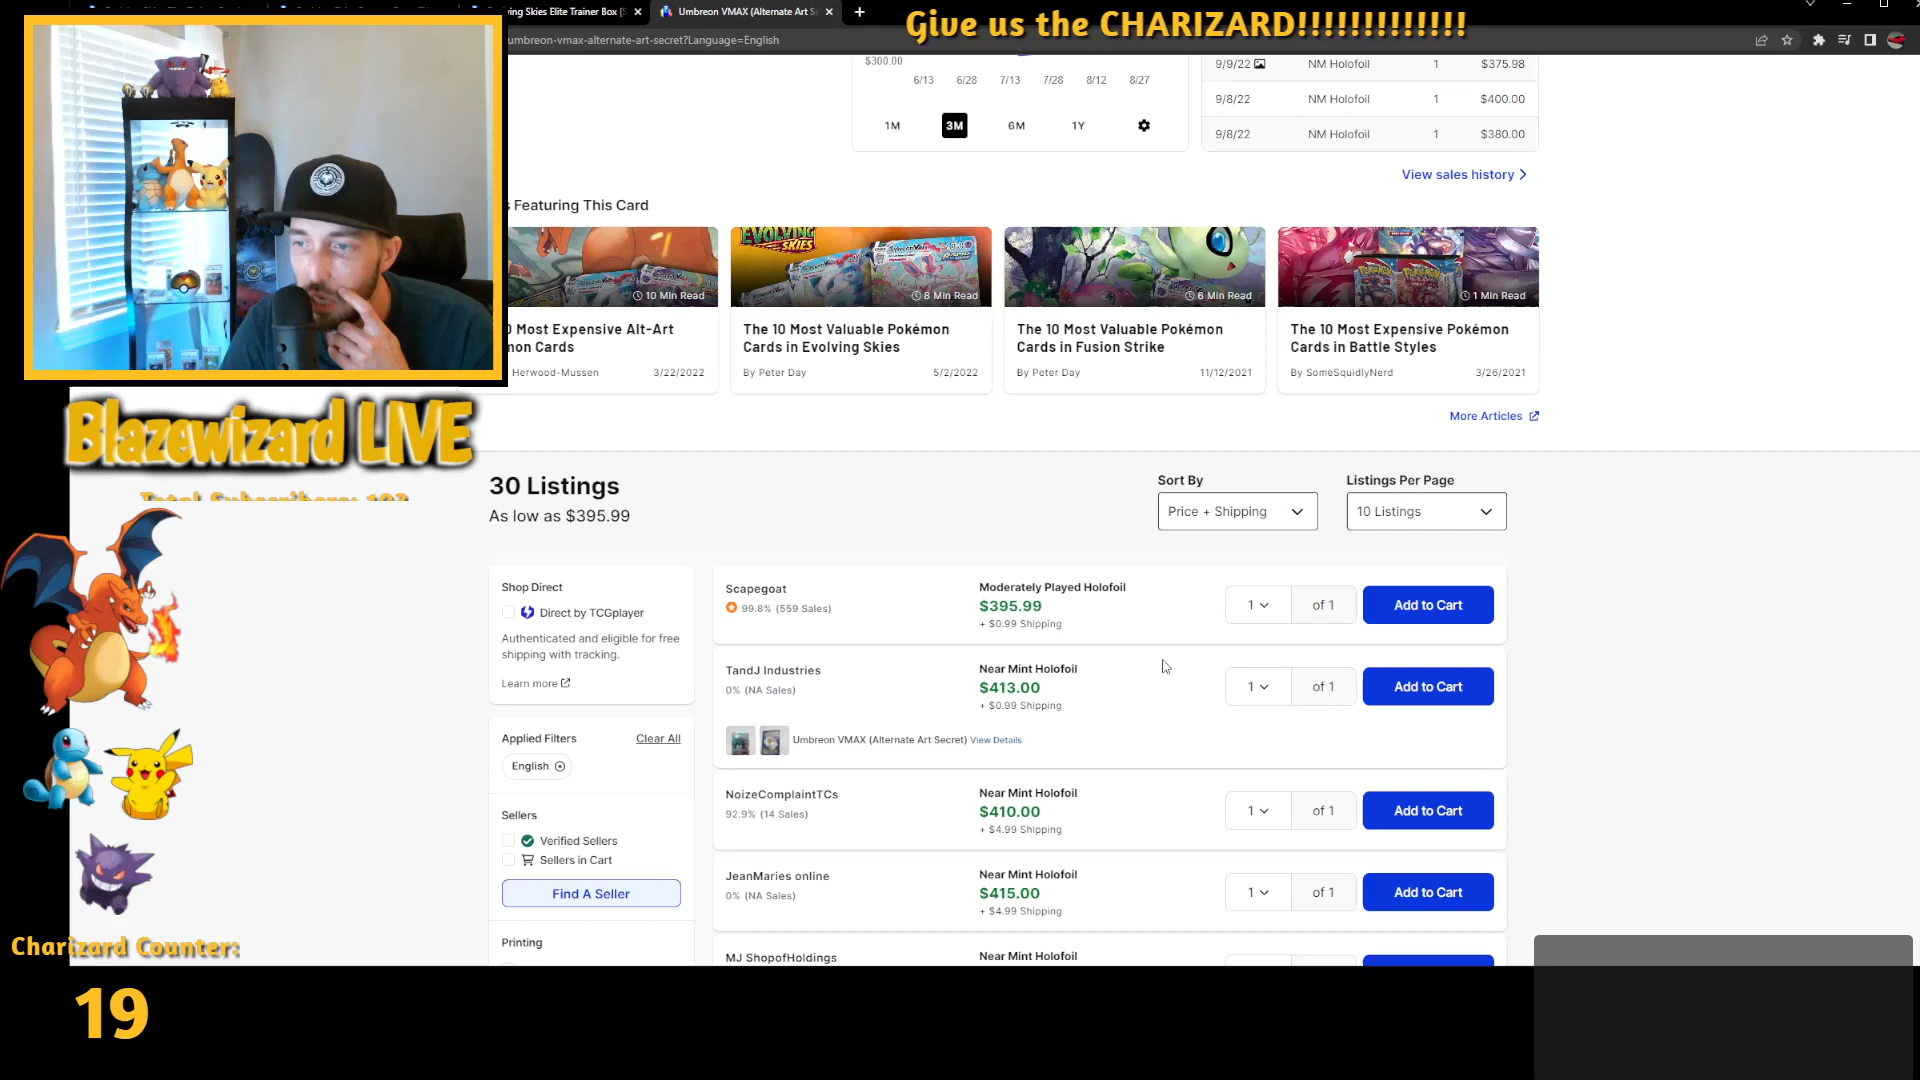 ving Skies Elite Trainer Box [S
Umbreon VMAX (Alternate Art S
Give us the CHARIZARD!!!!!!!!!!!!!
umbreon-vmax-alternate-art-secret?Language=English
$300.00
6/13 6/28 7/13 7/28 8/12 8/27
1M 3M 6M 1Y
9/9/22 NM Holofoil 1 $375.98
9/8/22 NM Holofoil 1 $400.00
9/8/22 NM Holofoil 1 $380.00
View sales history
s Featuring This Card
10 Min Read
0 Most Expensive Alt-Art
mon Cards
Herwood-Mussen 3/22/2022
EVOLVING
SKIES
8 Min Read
The 10 Most Valuable Pokémon
Cards in Evolving Skies
By Peter Day 5/2/2022
6 Min Read
The 10 Most Valuable Pokémon
Cards in Fusion Strike
By Peter Day 11/12/2021
1 Min Read
The 10 Most Expensive Pokémon
Cards in Battle Styles
By SomeSquidlyNerd 3/26/2021
More Articles
Blazewizard LIVE
Total Subscribers: 103
30 Listings
As low as $395.99
Sort By
Price + Shipping
Listings Per Page
10 Listings
Shop Direct
Direct by TCGplayer
Authenticated and eligible for free
shipping with tracking.
Learn more
Applied Filters Clear All
English
Sellers
Verified Sellers
Sellers in Cart
Find A Seller
Printing
Scapegoat
99.8% (559 Sales)
Moderately Played Holofoil
$395.99
+ $0.99 Shipping
1 of 1 Add to Cart
TandJ Industries
0% (NA Sales)
Near Mint Holofoil
$413.00
+ $0.99 Shipping
1 of 1 Add to Cart
Umbreon VMAX (Alternate Art Secret) View Details
NoizeComplaintTCs
92.9% (14 Sales)
Near Mint Holofoil
$410.00
+ $4.99 Shipping
1 of 1 Add to Cart
JeanMaries online
0% (NA Sales)
Near Mint Holofoil
$415.00
+ $4.99 Shipping
1 of 1 Add to Cart
MJ ShopofHoldings
Near Mint Holofoil
Charizard Counter:
19